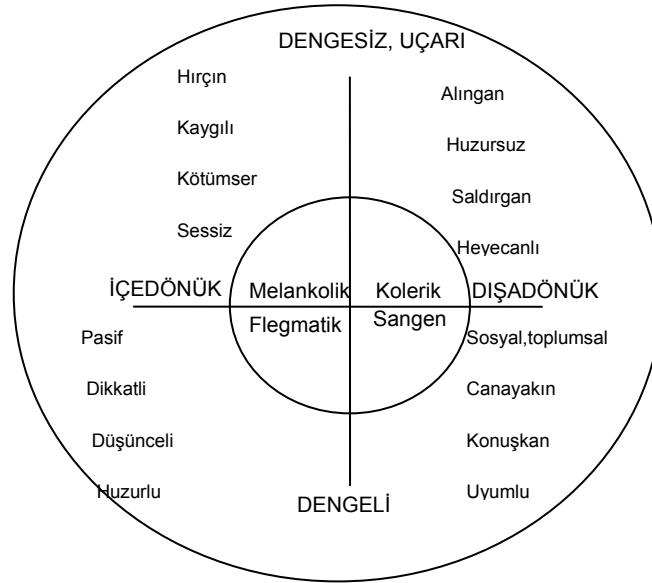 DENGESİZ, UÇARI
Hırçın
Alıngan
Kaygılı
Huzursuz
Kötümser
Saldırgan
Sessiz
Heyecanlı
İÇEDÖNÜK
Melankolik
Kolerik
DIŞADÖNÜK
Flegmatik
Sangen
Pasif
Sosyal,toplumsal
Dikkatli
Canayakın
Düşünceli
Konuşkan
Huzurlu
Uyumlu
DENGELİ